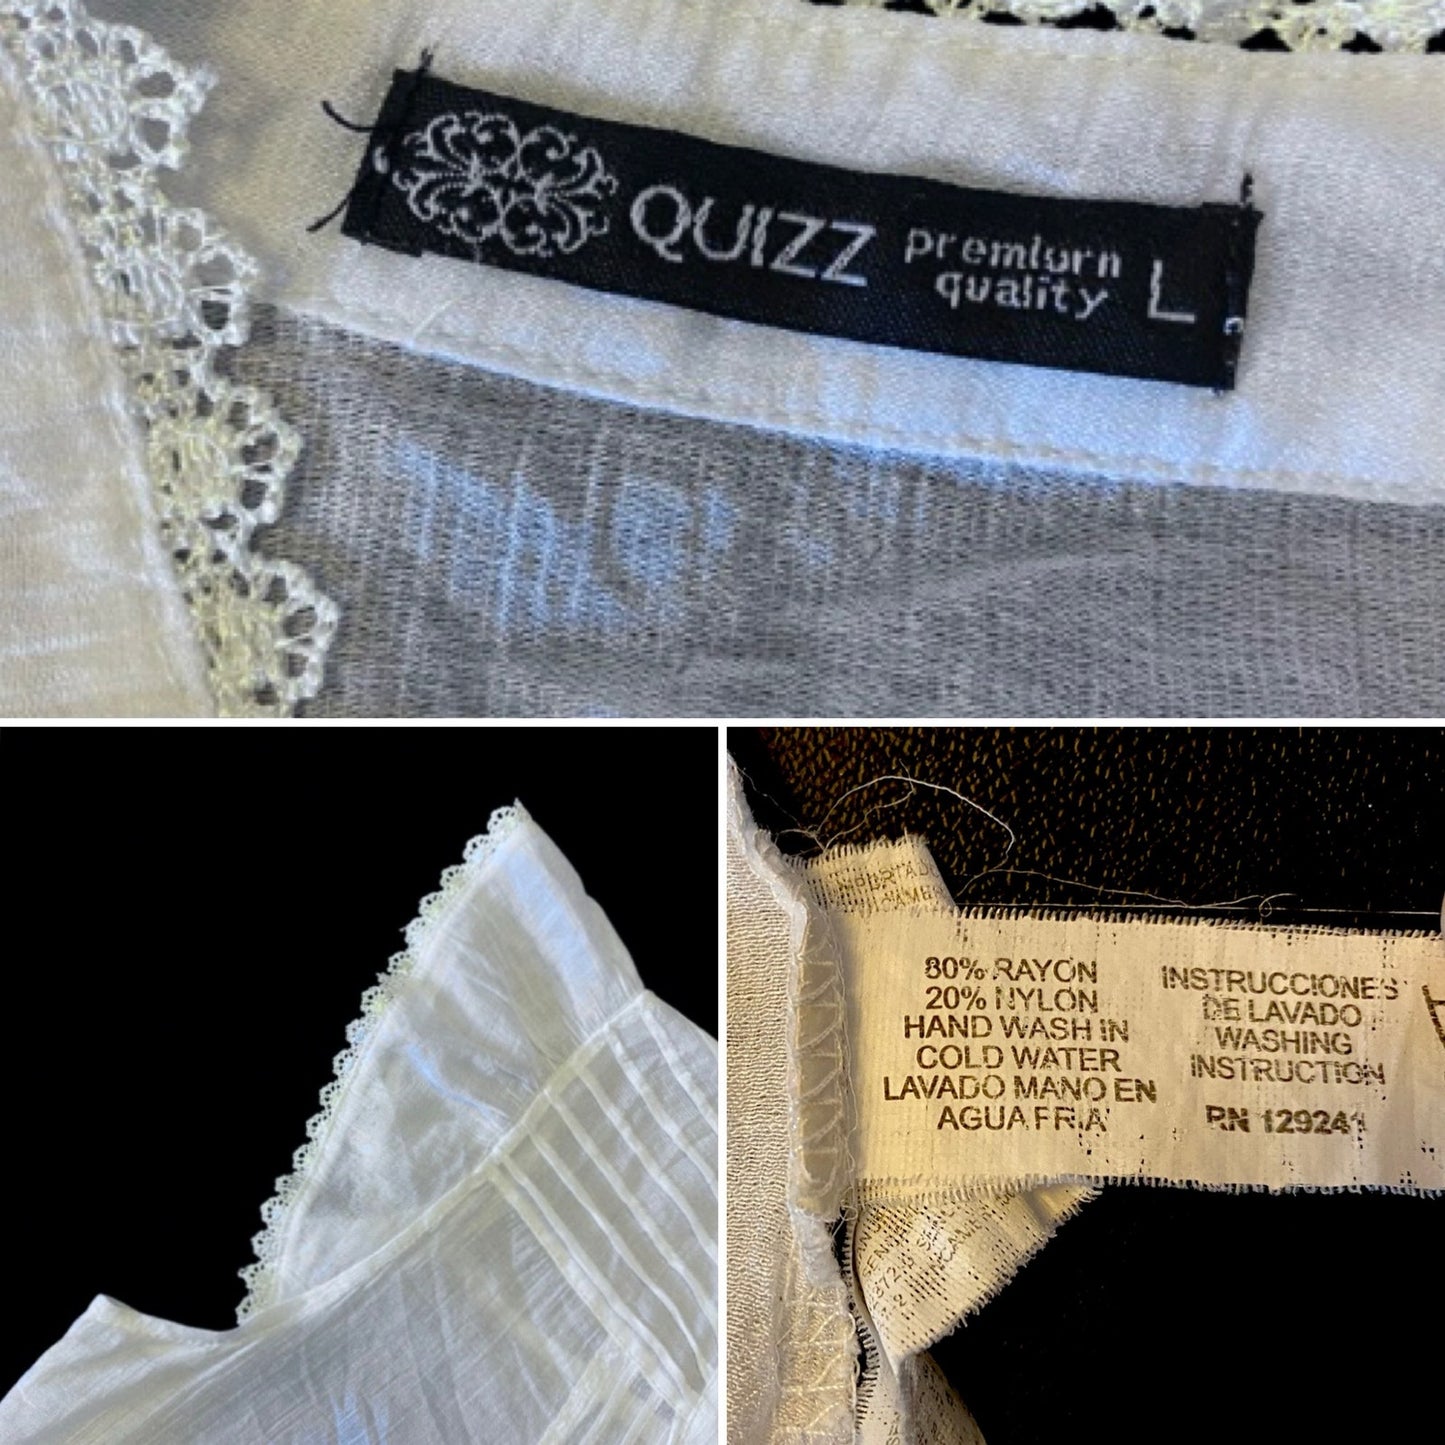 QUIZZ
premium
quality
L
80% RAYON
20% NYLON
HAND WASH IN
COLD WATER
LAVADO MANO EN
AGUA FRIA
INSTRUCCIONES
DE LAVADO
WASHING
INSTRUCTION
RN 129241